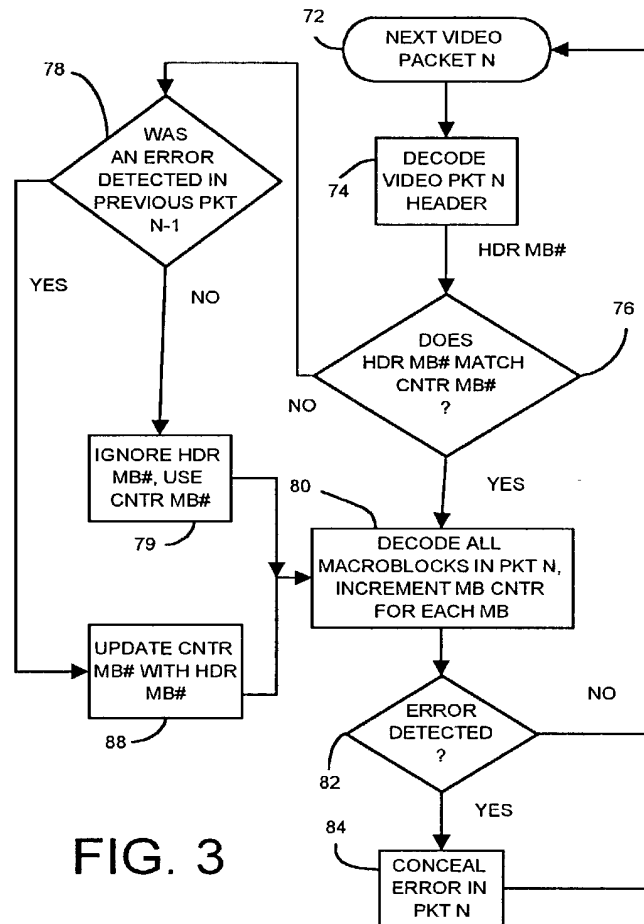 72
NEXT VIDEO
PACKET N
78
WAS
AN ERROR
DETECTED IN
PREVIOUS PKT
N-1
74
DECODE
VIDEO PKT N
HEADER
HDR MB#
YES
NO
76
DOES
HDR MB# MATCH
CNTR MB#
?
NO
YES
IGNORE HDR
MB#, USE
CNTR MB#
79
80
DECODE ALL
MACROBLOCKS IN PKT N,
INCREMENT MB CNTR
FOR EACH MB
UPDATE CNTR
MB# WITH HDR
MB#
88
ERROR
DETECTED
?
82
NO
YES
84
CONCEAL
ERROR IN
PKT N
FIG. 3